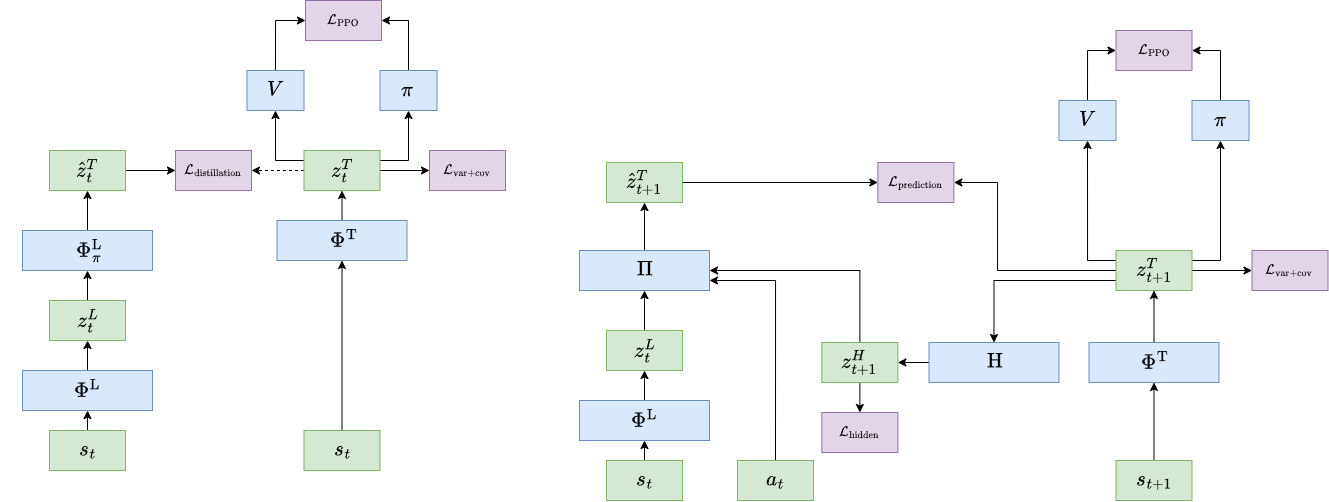 $\mathcal{L}_{\text{PPO}}$
$V$
$\pi$
$\hat{z}_t^T$
$\mathcal{L}_{\text{distillation}}$
$z_t^T$
$\mathcal{L}_{\text{var+cov}}$
$\Phi_\pi^{\text{L}}$
$\Phi^{\text{T}}$
$z_t^L$
$\Phi^{\text{L}}$
$s_t$
$s_t$
$\mathcal{L}_{\text{PPO}}$
$V$
$\pi$
$\hat{z}_{t+1}^T$
$\mathcal{L}_{\text{prediction}}$
$\Pi$
$z_{t+1}^T$
$\mathcal{L}_{\text{var+cov}}$
$z_t^L$
$z_{t+1}^H$
$\text{H}$
$\Phi^{\text{T}}$
$\Phi^{\text{L}}$
$\mathcal{L}_{\text{hidden}}$
$s_t$
$a_t$
$s_{t+1}$